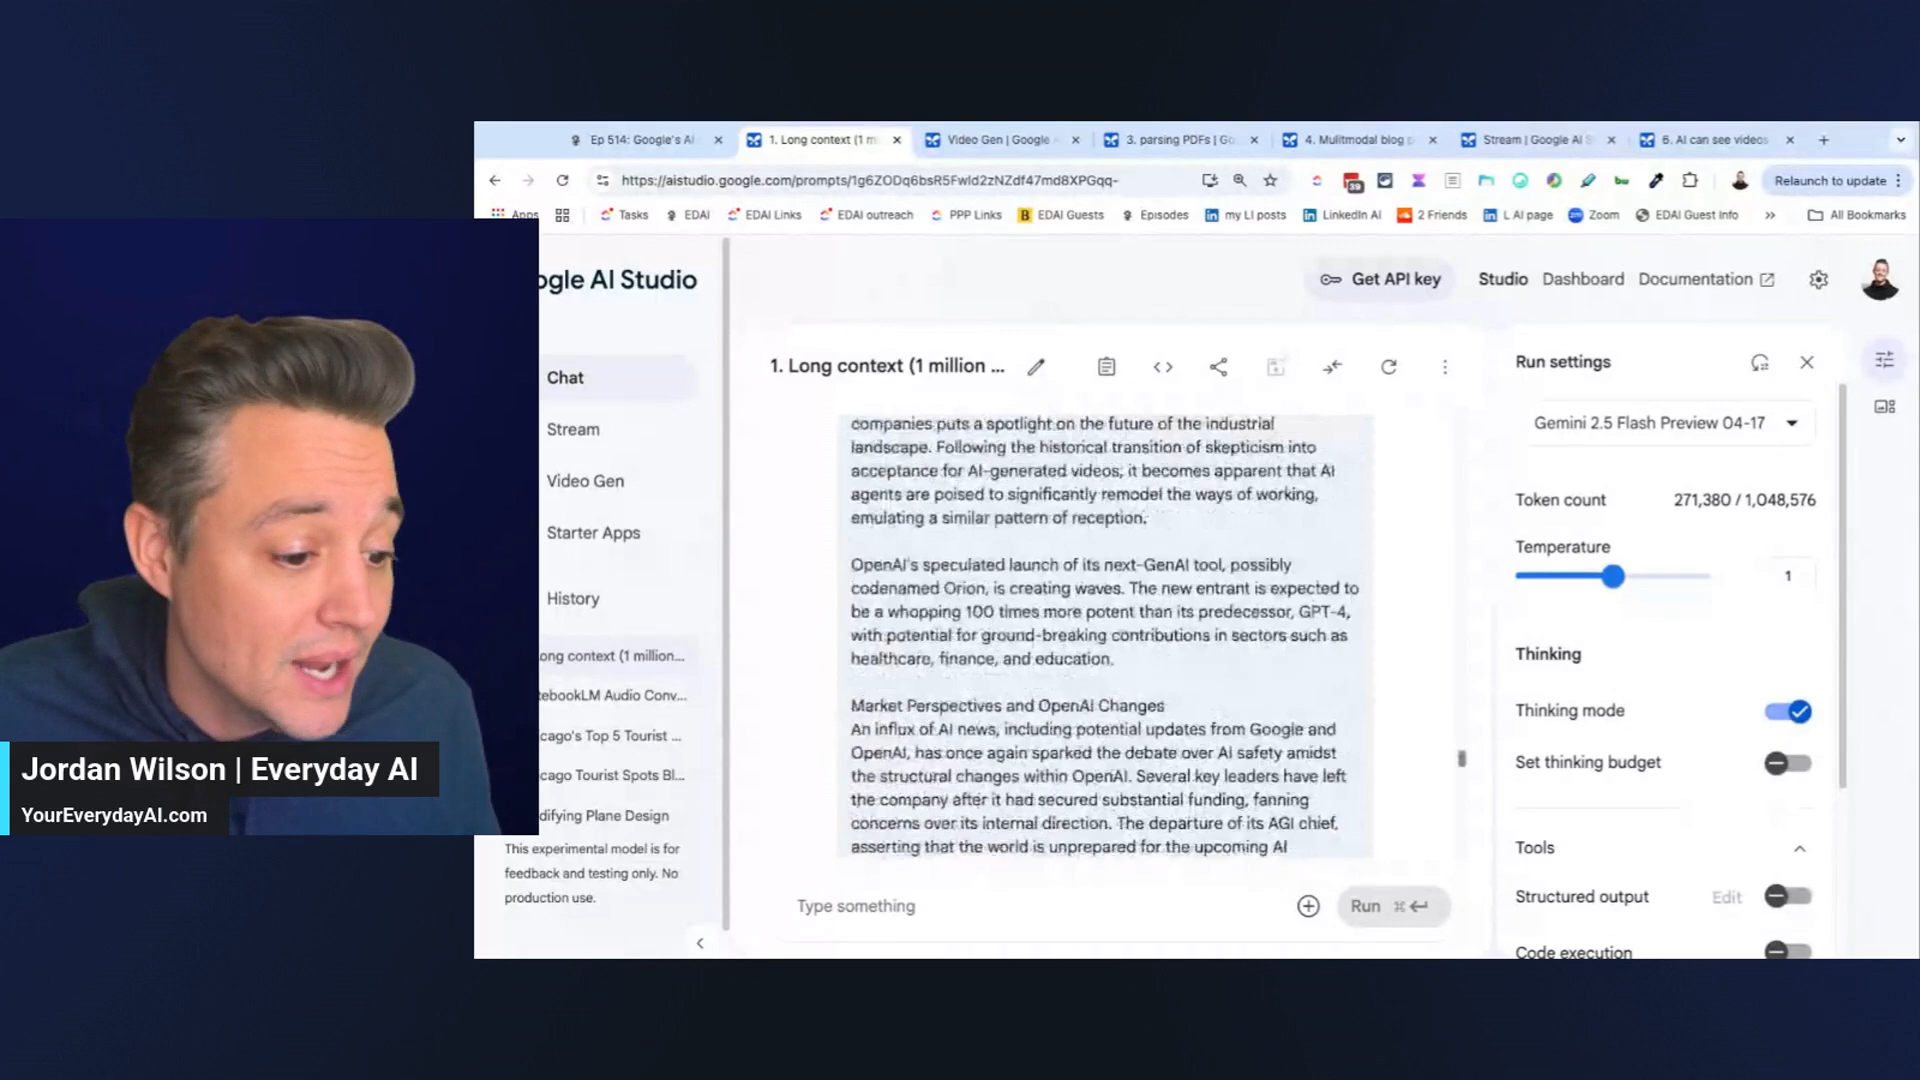 Ep 514: Google's AI
1. Long context (1 m
Video Gen | Google
3. parsing PDFs | Go
4. Mulitmodal blog p
Stream | Google AI S
6. AI can see videos
https://aistudio.google.com/prompts/1g6ZODq6bsR5Fwld2zNZdf47md8XPGqq-
39
Relaunch to update
Apps
Tasks
EDAI
EDAI Links
EDAI outreach
PPP Links
EDAI Guests
Episodes
my LI posts
LinkedIn AI
2 Friends
L AI page
Zoom
EDAI Guest Info
All Bookmarks
ogle AI Studio
Get API key
Studio
Dashboard
Documentation
Chat
Stream
Video Gen
Starter Apps
History
ong context (1 million...
tebookLM Audio Conv...
cago's Top 5 Tourist ...
cago Tourist Spots Bl...
difying Plane Design
This experimental model is for
feedback and testing only. No
production use.
1. Long context (1 million ...
companies puts a spotlight on the future of the industrial
landscape. Following the historical transition of skepticism into
acceptance for AI-generated videos, it becomes apparent that AI
agents are poised to significantly remodel the ways of working,
emulating a similar pattern of reception.
OpenAI's speculated launch of its next-GenAI tool, possibly
codenamed Orion, is creating waves. The new entrant is expected to
be a whopping 100 times more potent than its predecessor, GPT-4,
with potential for ground-breaking contributions in sectors such as
healthcare, finance, and education.
Market Perspectives and OpenAI Changes
An influx of AI news, including potential updates from Google and
OpenAI, has once again sparked the debate over AI safety amidst
the structural changes within OpenAI. Several key leaders have left
the company after it had secured substantial funding, fanning
concerns over its internal direction. The departure of its AGI chief,
asserting that the world is unprepared for the upcoming AI
Type something
Run
Run settings
Gemini 2.5 Flash Preview 04-17
Token count 271,380 / 1,048,576
Temperature
1
Thinking
Thinking mode
Set thinking budget
Tools
Structured output Edit
Code execution
Jordan Wilson | Everyday AI
YourEverydayAI.com